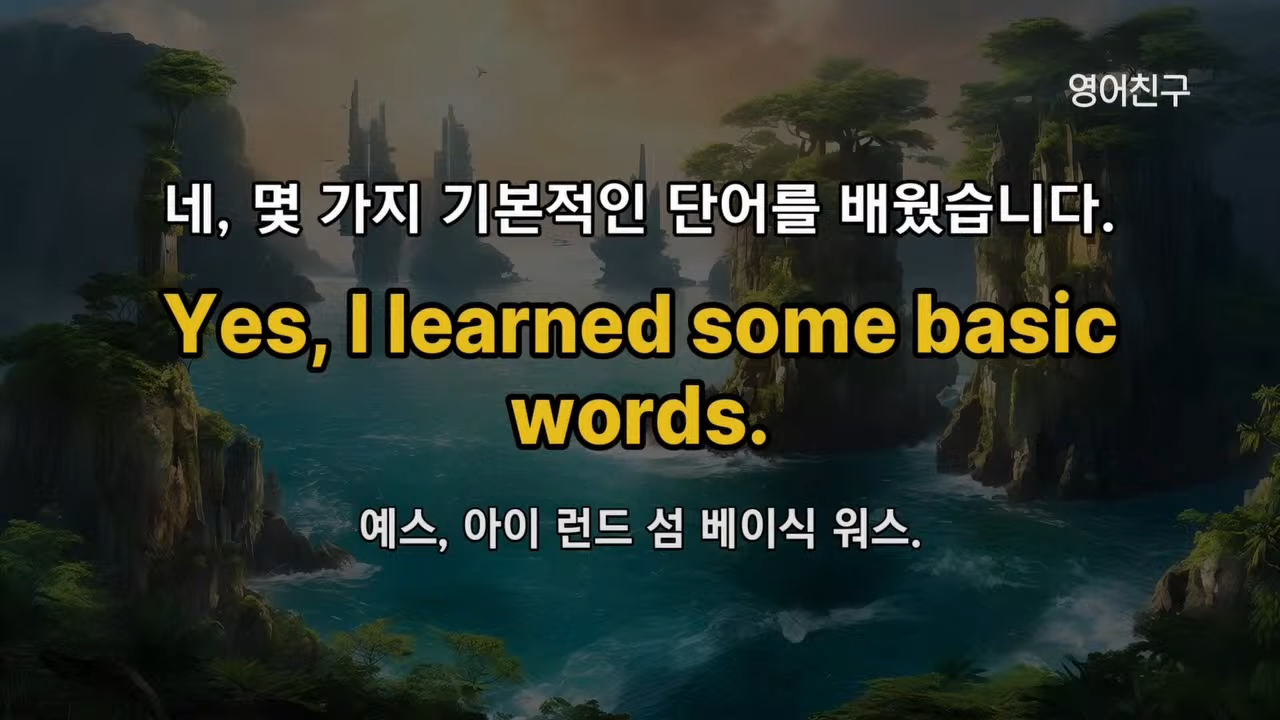 영어친구
네, 몇 가지 기본적인 단어를 배웠습니다.
Yes, I learned some basic
words.
예스, 아이 런드 섬 베이식 워스.